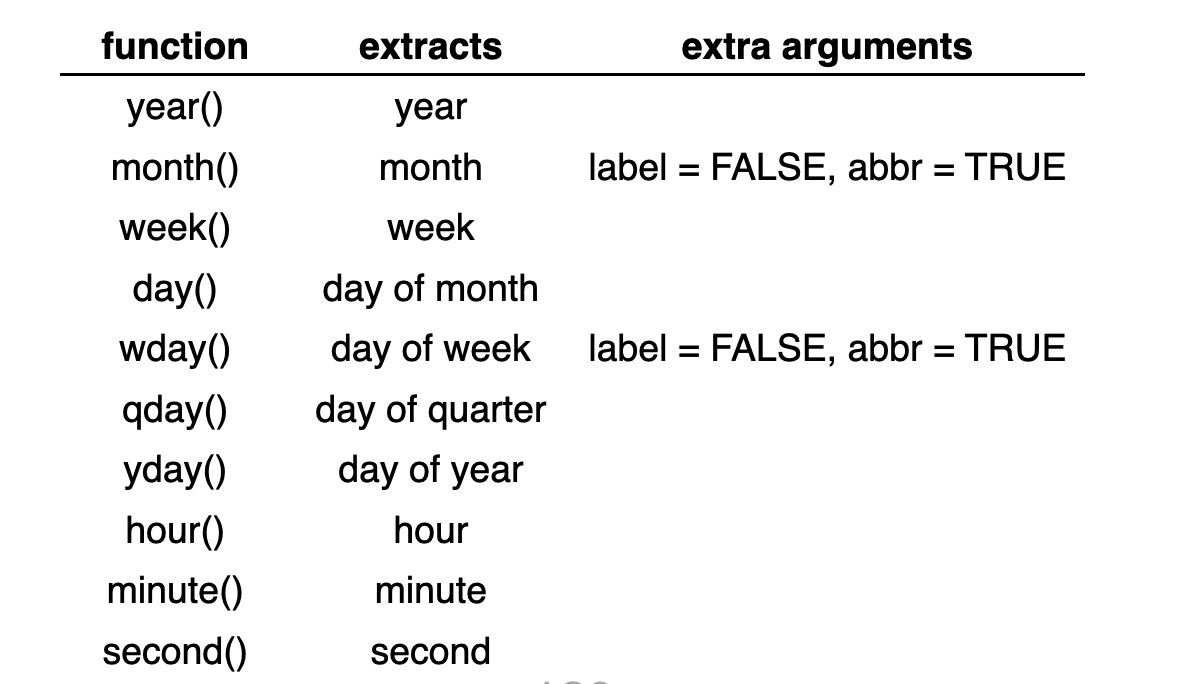 function extracts extra arguments
year() year
month() month label = FALSE, abbr = TRUE
week() week
day() day of month
wday() day of week label = FALSE, abbr = TRUE
qday() day of quarter
yday() day of year
hour() hour
minute() minute
second() second